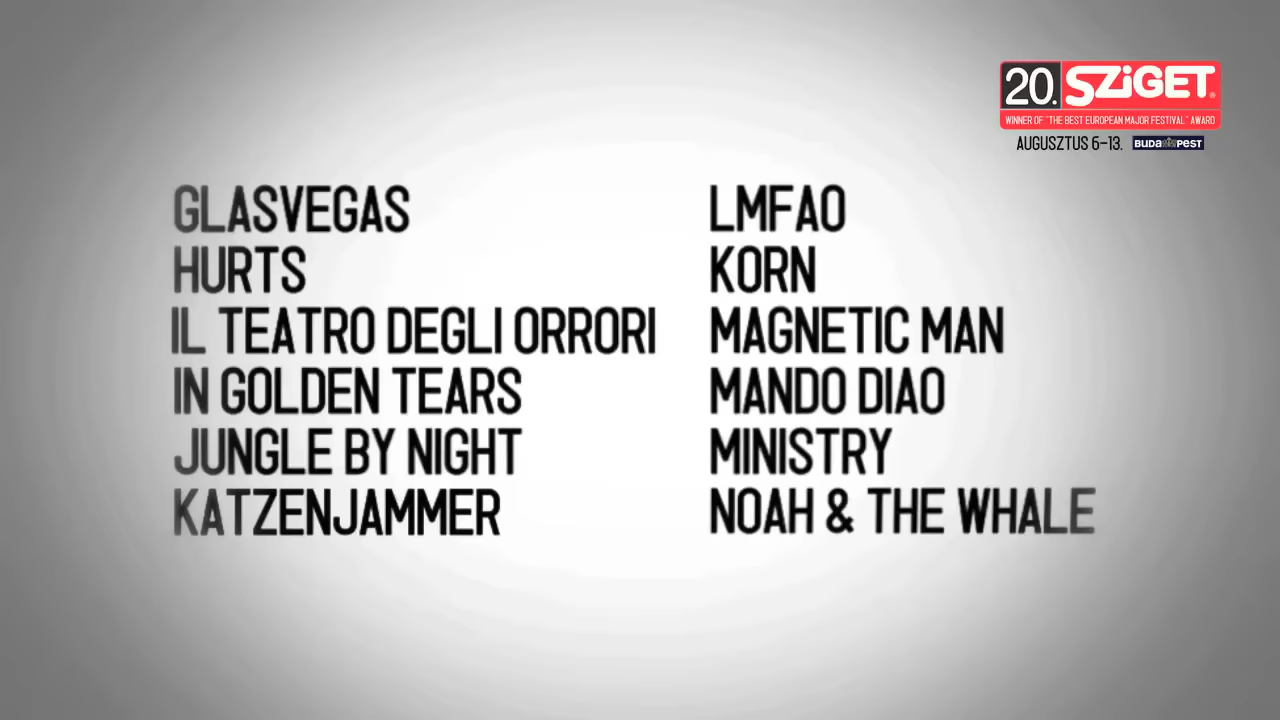 20. SZiGET
WINNER OF "THE BEST EUROPEAN MAJOR FESTIVAL" AWARD
AUGUSZTUS 6-13. BUDAPEST
GLASVEGAS
HURTS
IL TEATRO DEGLI ORRORI
IN GOLDEN TEARS
JUNGLE BY NIGHT
KATZENJAMMER
LMFAO
KORN
MAGNETIC MAN
MANDO DIAO
MINISTRY
NOAH & THE WHALE